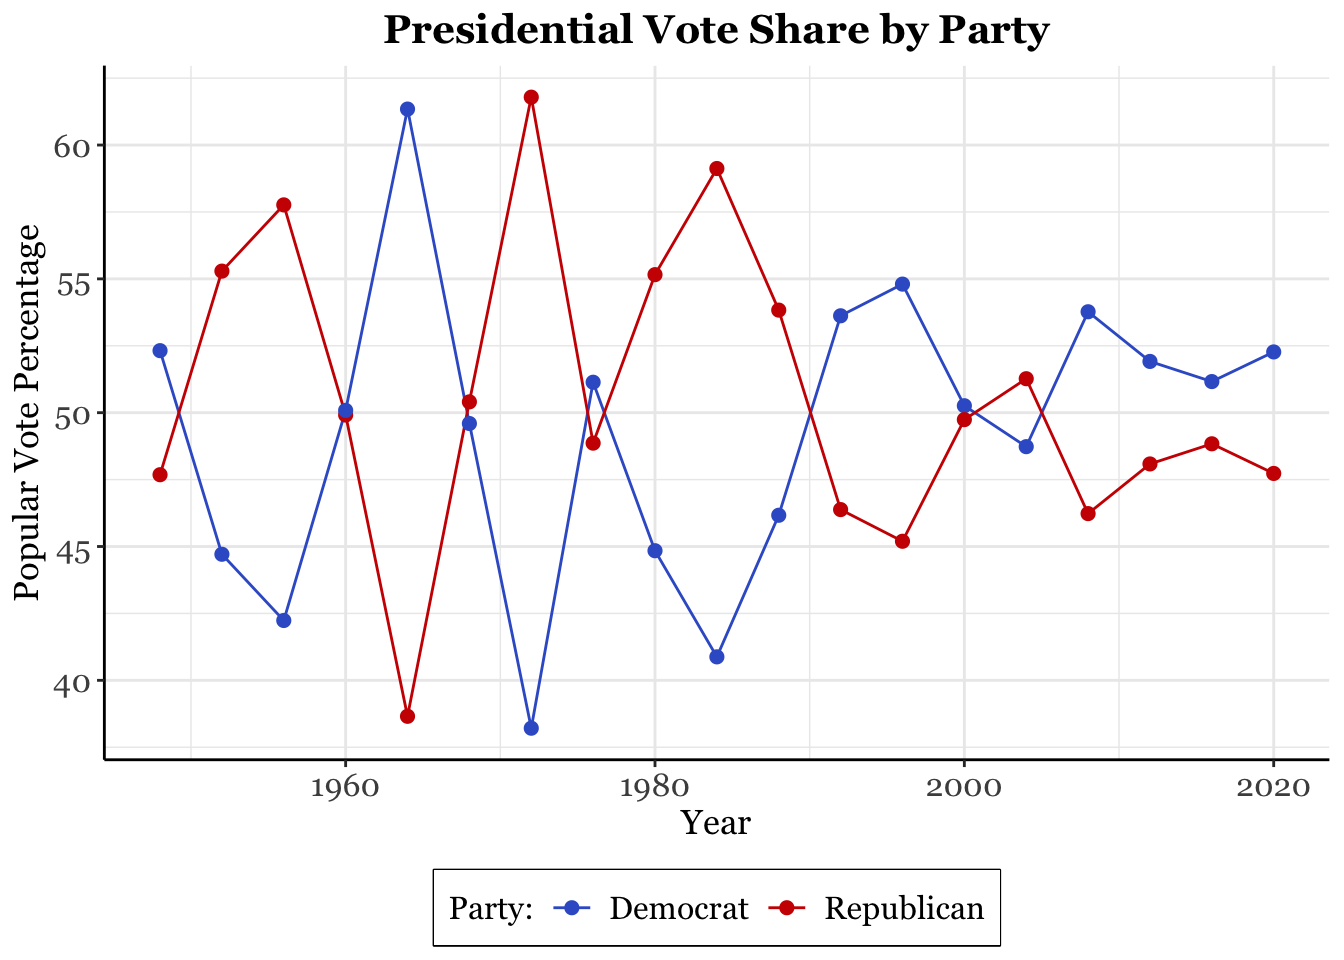 Presidential Vote Share by Party
Popular Vote Percentage
60
55
50
45
40
1960 1980 2000 2020
Year
Party: Democrat Republican